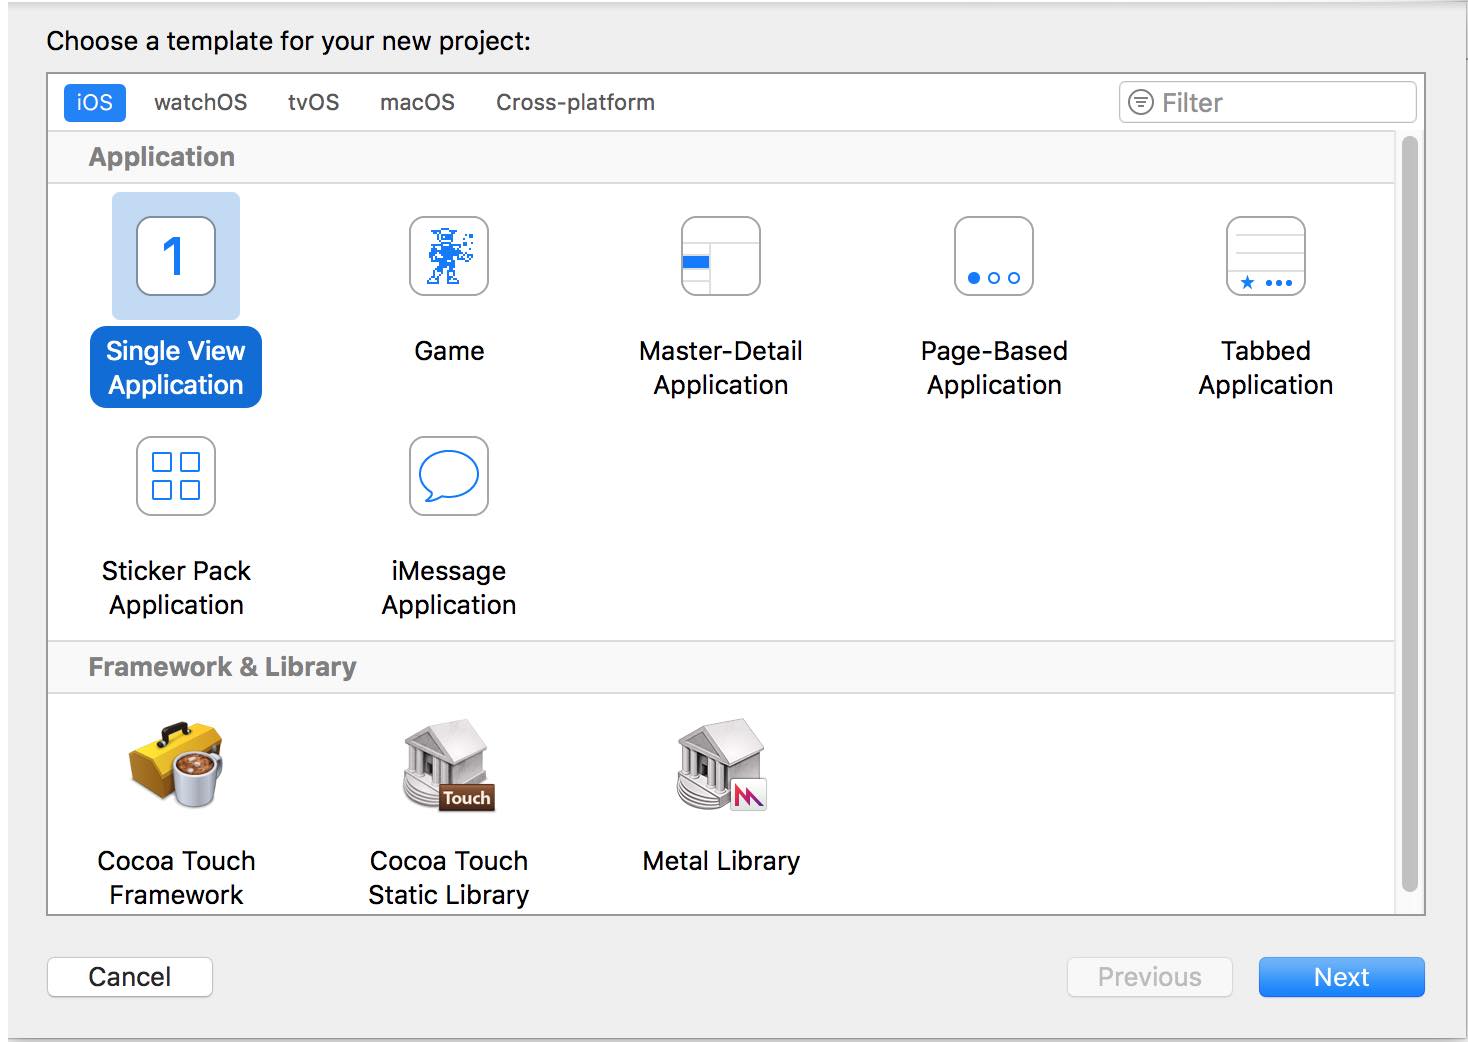 Choose a template for your new project:
iOS watchOS tvOS macOS Cross-platform Filter
Application
1
Single View
Application
Game
Master-Detail
Application
Page-Based
Application
Tabbed
Application
Sticker Pack
Application
iMessage
Application
Framework & Library
Touch
Cocoa Touch
Framework
Cocoa Touch
Static Library
Metal Library
Cancel Previous Next